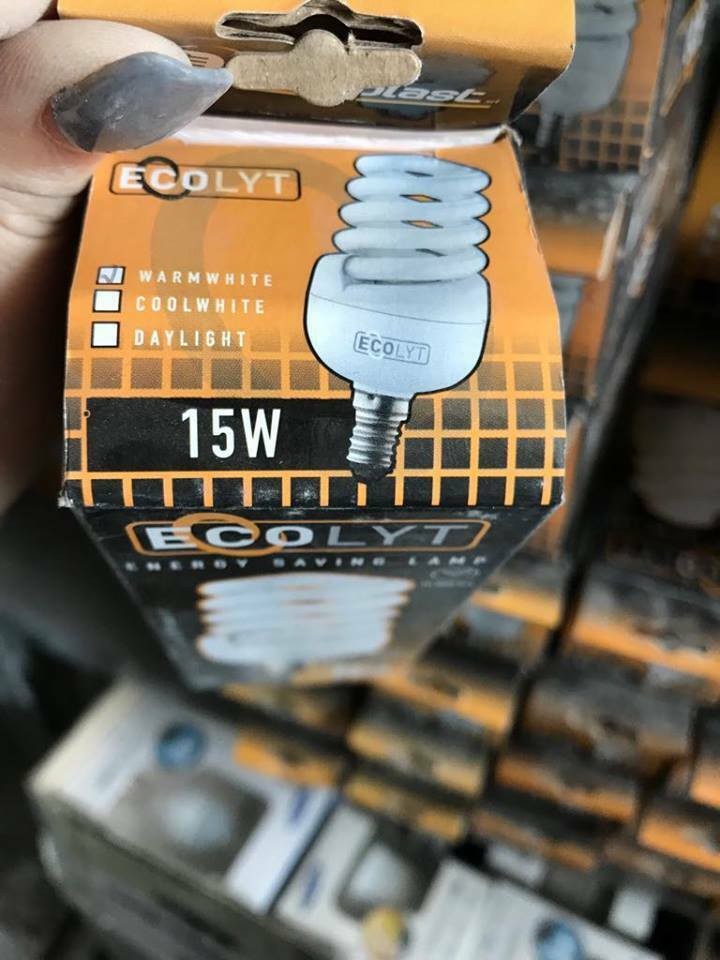 plast
ECOLYT
WARMWHITE
COOLWHITE
DAYLIGHT
ECOLYT
15W
ECOLYT
ENERGY SAVING LAMP